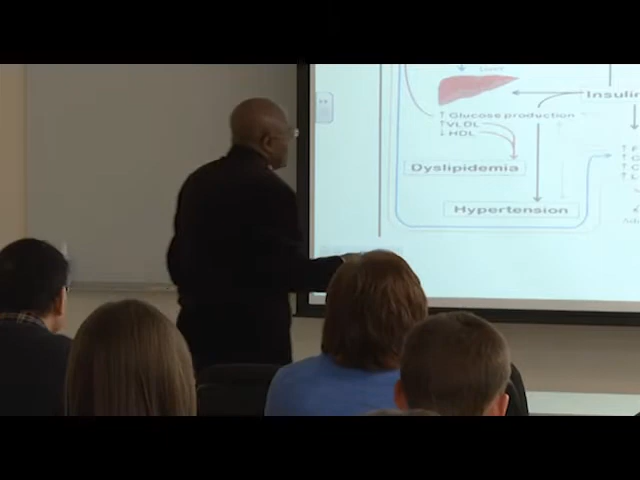 Liver
Insulin
↑ Glucose production
↑VLDL
↓HDL
Dyslipidemia
Hypertension